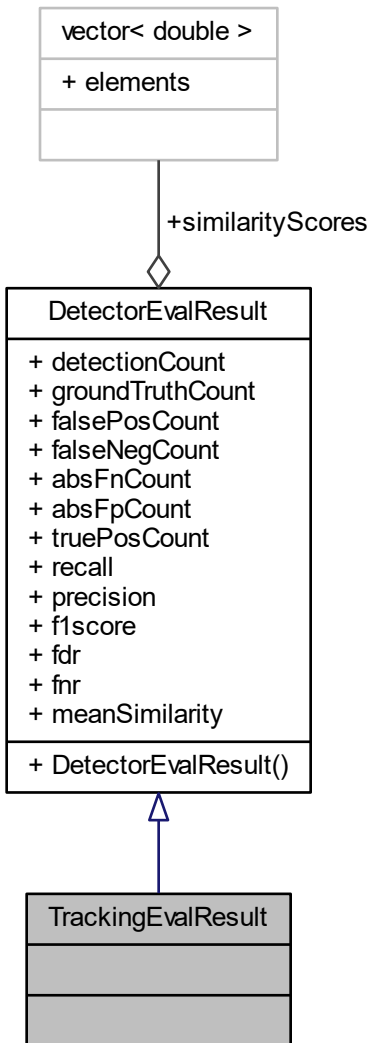 vector< double >
+ elements
+similarityScores
DetectorEvalResult
+ detectionCount
+ groundTruthCount
+ falsePosCount
+ falseNegCount
+ absFnCount
+ absFpCount
+ truePosCount
+ recall
+ precision
+ f1score
+ fdr
+ fnr
+ meanSimilarity
+ DetectorEvalResult()
TrackingEvalResult